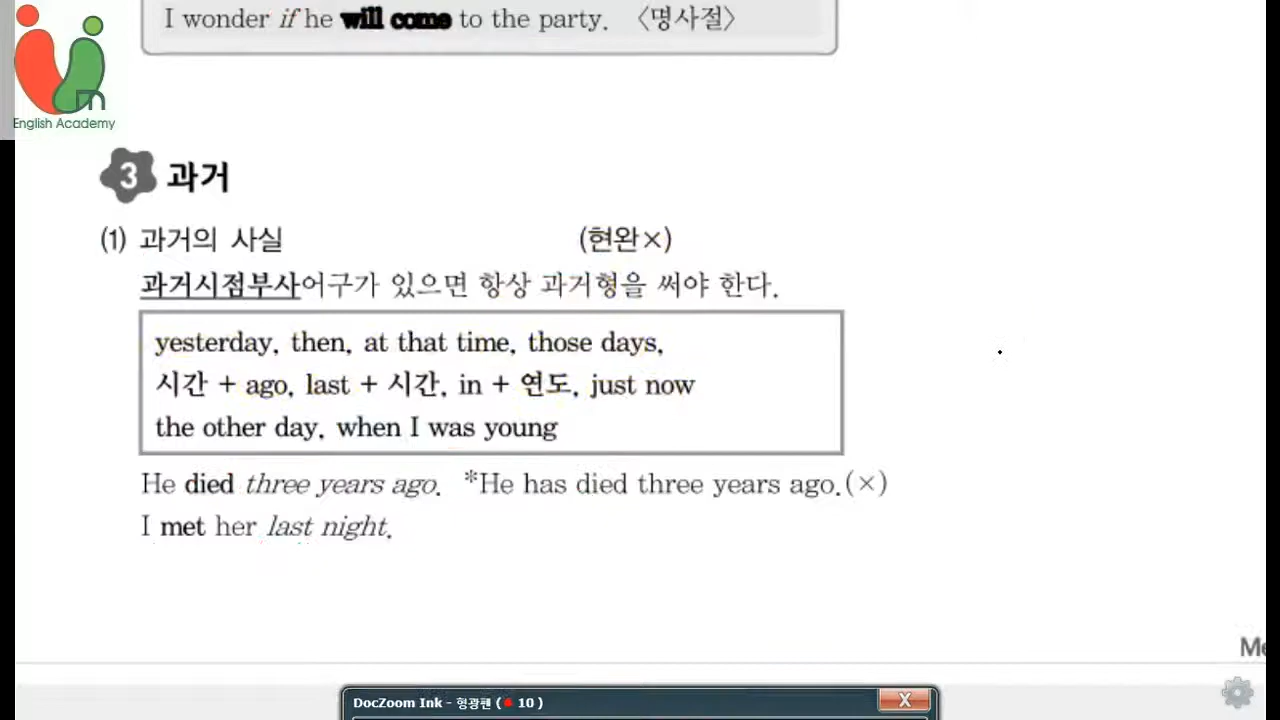 I wonder if he will come to the party. 〈명사절〉
English Academy
3 과거
(1) 과거의 사실 (현완×)
과거시점부사어구가 있으면 항상 과거형을 써야 한다.
yesterday, then, at that time, those days,
시간 + ago, last + 시간, in + 연도, just now
the other day, when I was young
He died three years ago. *He has died three years ago.(×)
I met her last night.
DocZoom Ink - 형광펜 ( 10 )